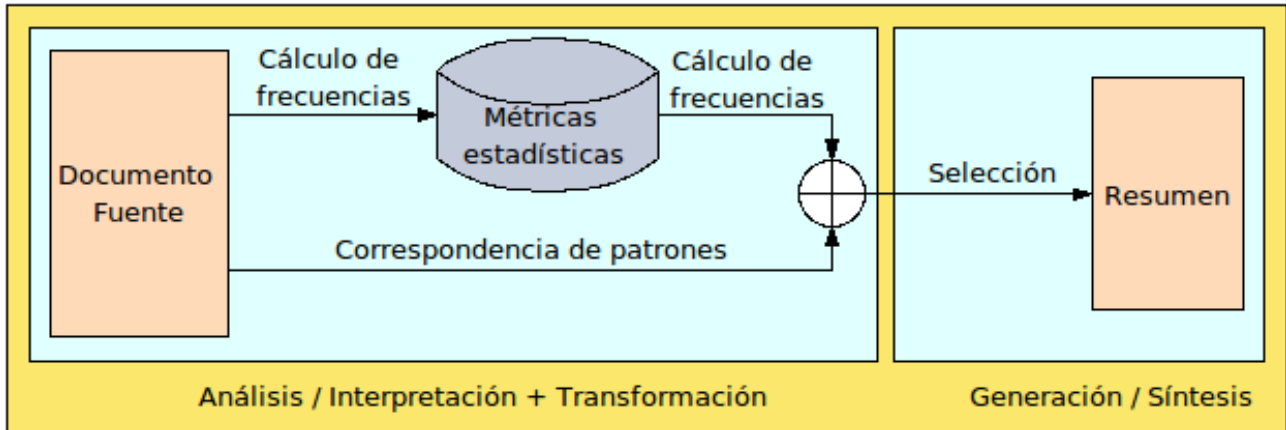 Documento
Fuente
Cálculo de
frecuencias
Métricas
estadísticas
Cálculo de
frecuencias
Correspondencia de patrones
Selección
Resumen
Análisis / Interpretación + Transformación
Generación / Síntesis